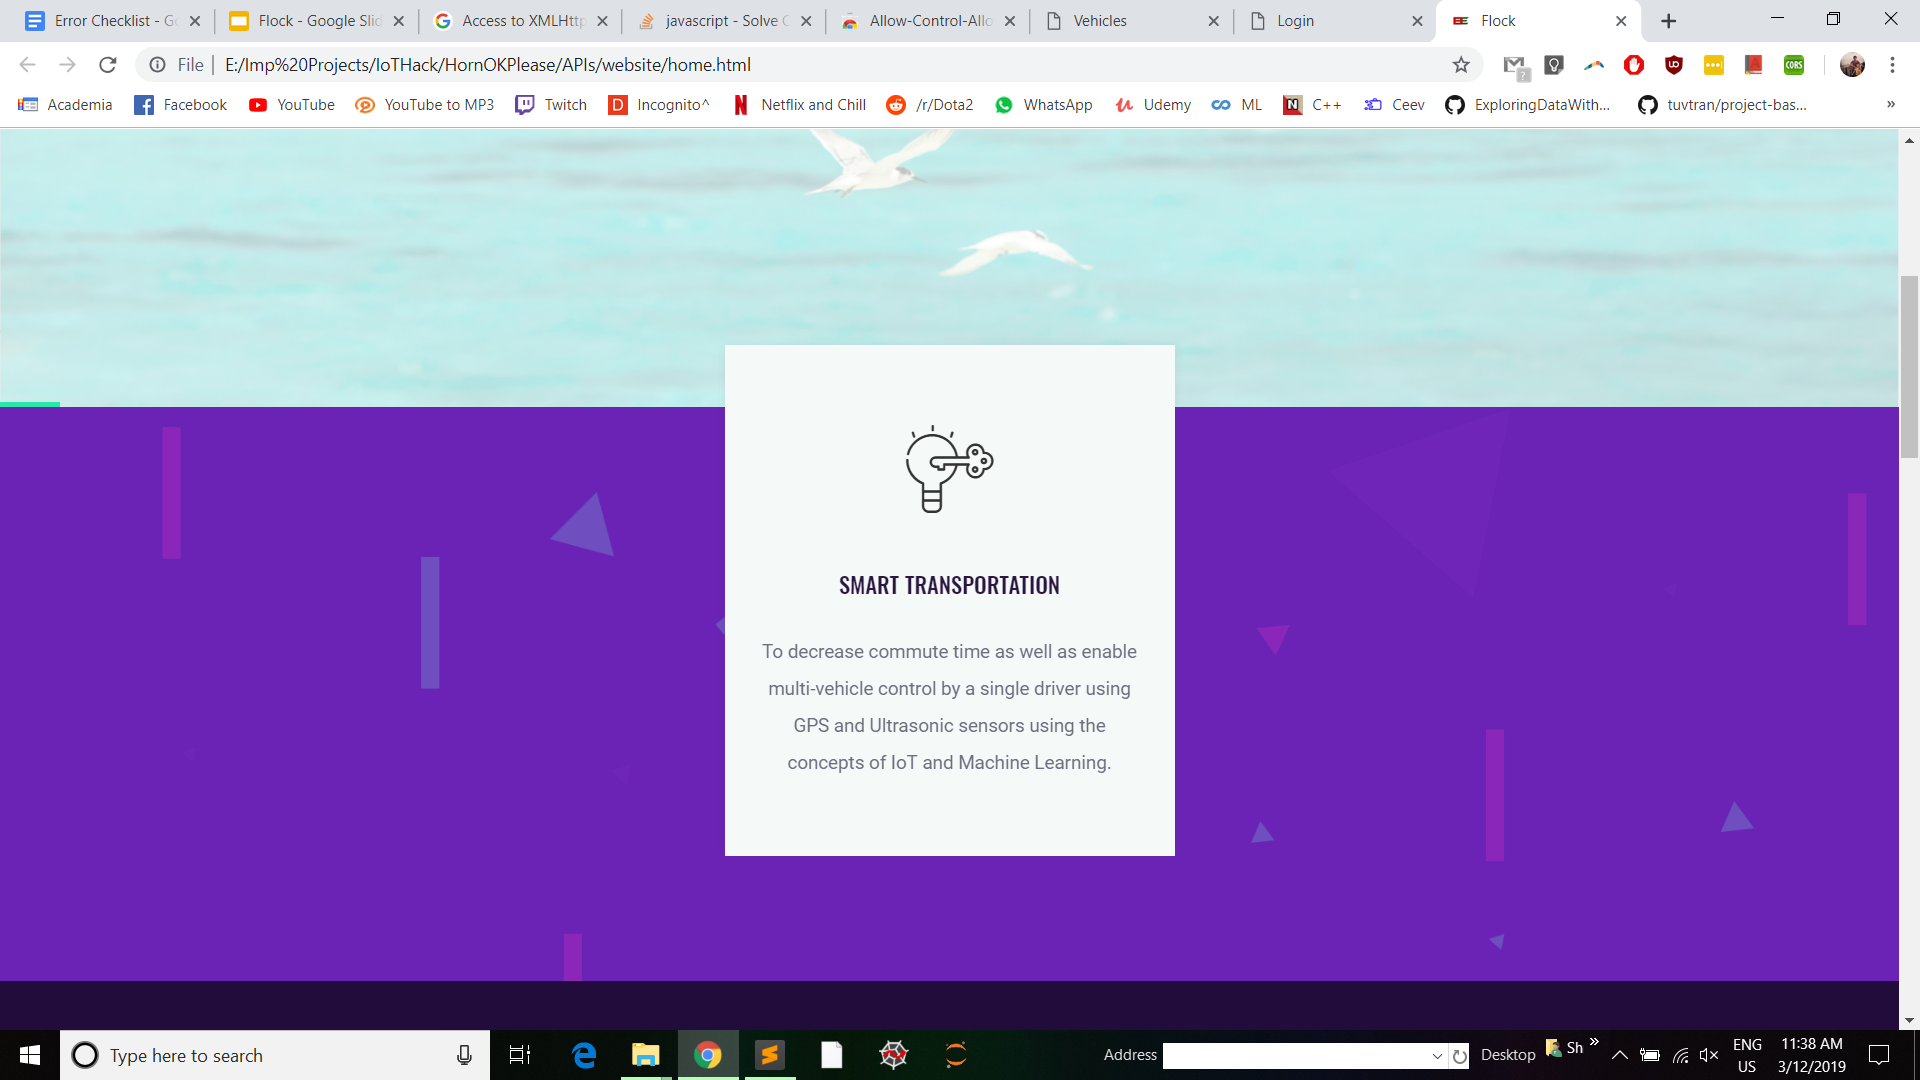 Error Checklist - Go
Flock - Google Slid
Access to XMLHttp
javascript - Solve C
Allow-Control-Allo
Vehicles
Login
Flock
File
E:/Imp%20Projects/IoTHack/HornOKPlease/APIs/website/home.html
?
CORS
Academia
Facebook
YouTube
YouTube to MP3
Twitch
Incogito^
Netflix and Chill
/r/Dota2
WhatsApp
Udemy
ML
C++
Ceev
ExploringDataWith...
tuvtran/project-bas...
»
SMART TRANSPORTATION
To decrease commute time as well as enable
multi-vehicle control by a single driver using
GPS and Ultrasonic sensors using the
concepts of IoT and Machine Learning.
Type here to search
Address
Desktop
Sh
»
ENG
US
11:38 AM
3/12/2019